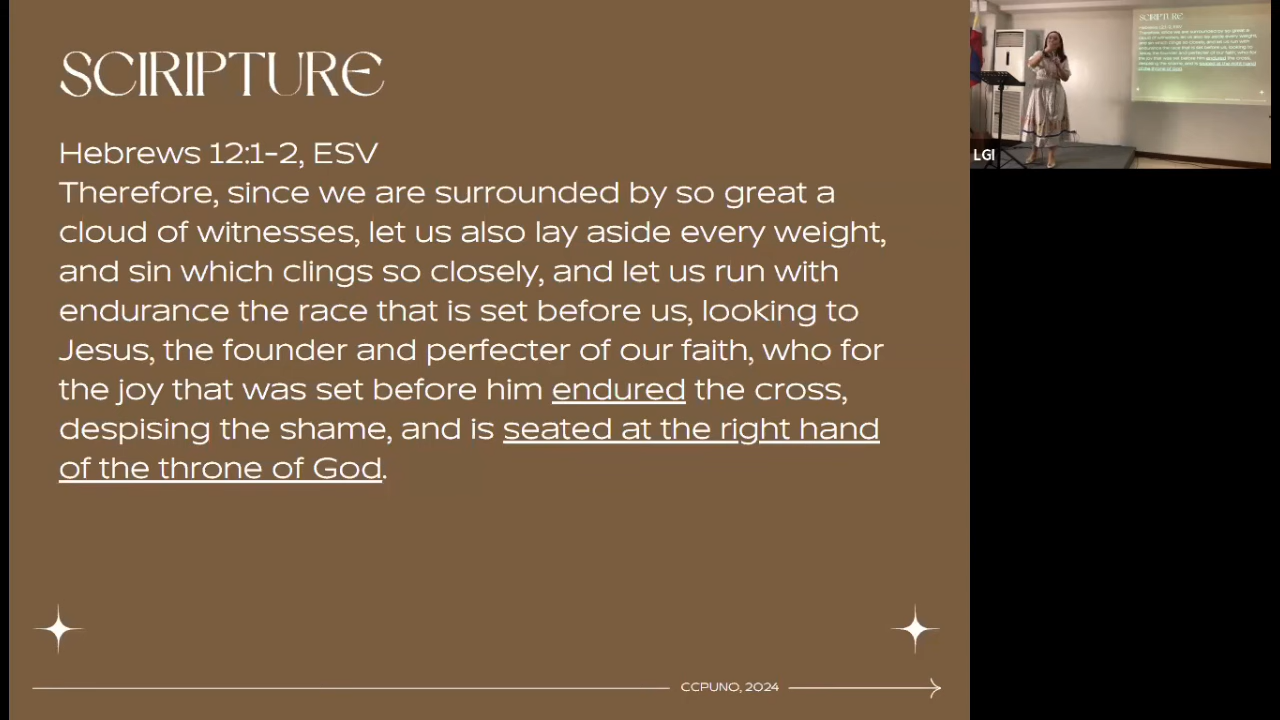 SCIRIPTURE
Hebrews 12:1-2, ESV
Therefore, since we are surrounded by so great a
cloud of witnesses, let us also lay aside every weight,
and sin which clings so closely, and let us run with
endurance the race that is set before us, looking to
Jesus, the founder and perfecter of our faith, who for
the joy that was set before him endured the cross,
despising the shame, and is seated at the right hand
of the throne of God.
CCPUNO, 2024
LGI